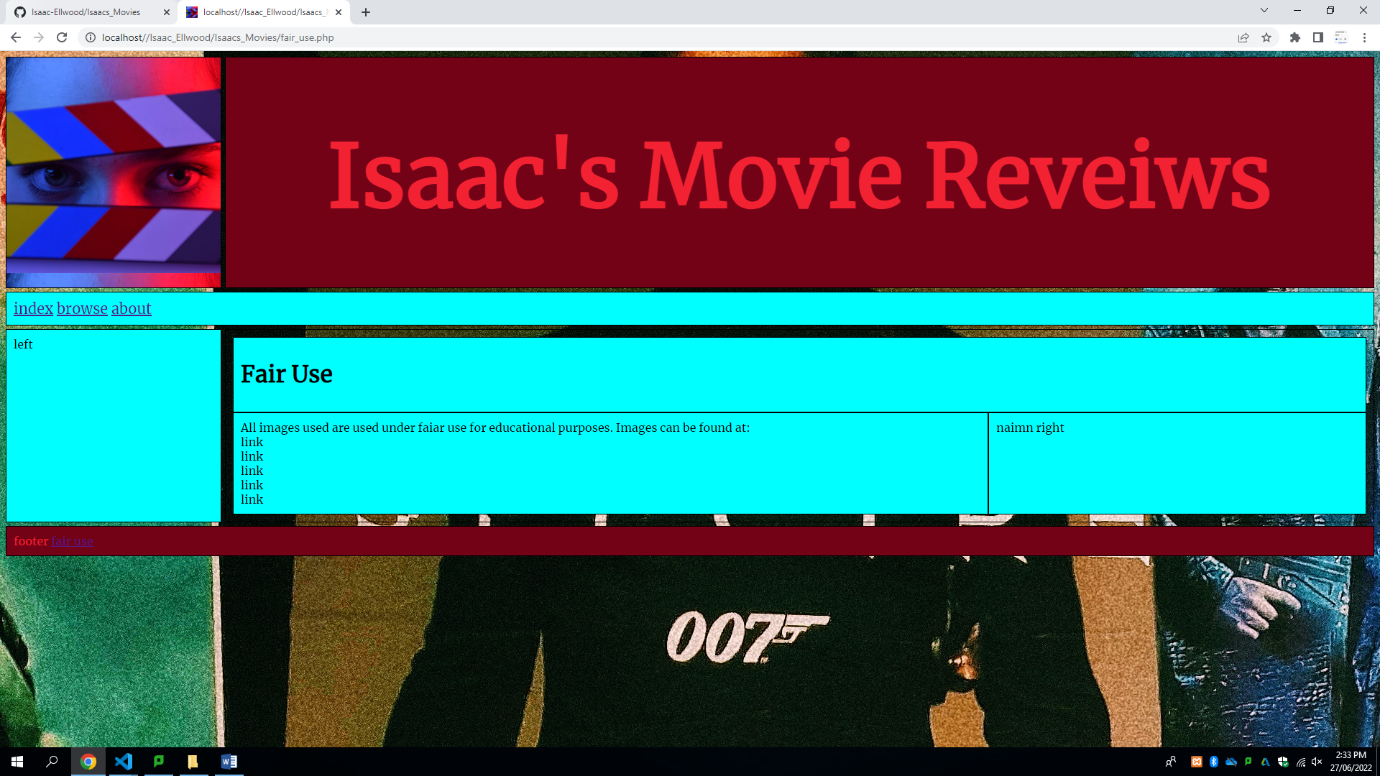 Isaac-Ellwood/Isaacs_Movies
localhost//Isaac_Ellwood/Isaacs_
localhost//Isaac_Ellwood/Isaacs_Movies/fair_use.php
Isaac's Movie Reveiws
index browse about
left
Fair Use
All images used are used under faiar use for educational purposes. Images can be found at:
link
link
link
link
link
naimn right
footer fair use
007
2:33 PM
27/06/2022